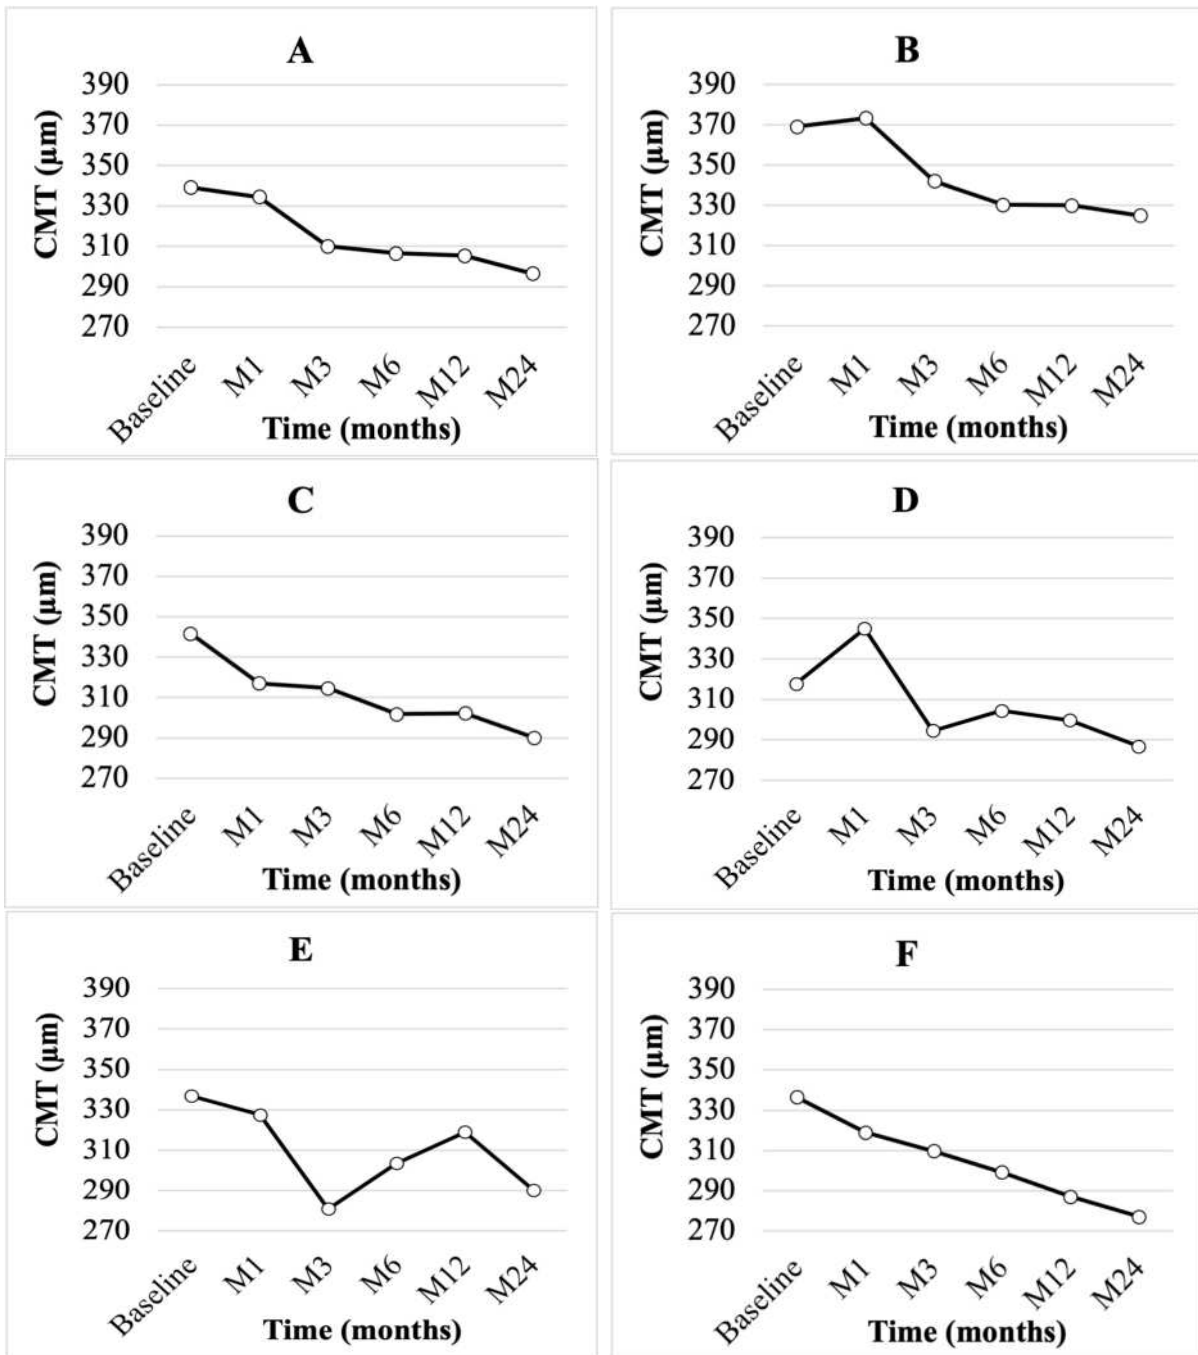 A
390
370
350
330
310
290
270
CMT (µm)
Baseline
M1
M3
M6
M12
M24
Time (months)
B
390
370
350
330
310
290
270
CMT (µm)
Baseline
M1
M3
M6
M12
M24
Time (months)
C
390
370
350
330
310
290
270
CMT (µm)
Baseline
M1
M3
M6
M12
M24
Time (months)
D
390
370
350
330
310
290
270
CMT (µm)
Baseline
M1
M3
M6
M12
M24
Time (months)
E
390
370
350
330
310
290
270
CMT (µm)
Baseline
M1
M3
M6
M12
M24
Time (months)
F
390
370
350
330
310
290
270
CMT (µm)
Baseline
M1
M3
M6
M12
M24
Time (months)